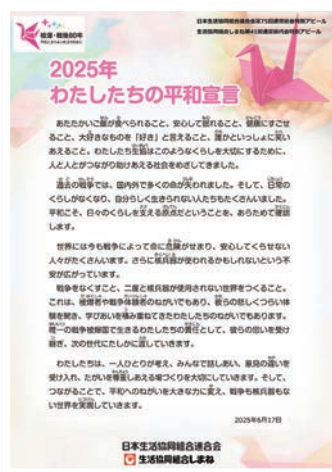 日本生活協同組合連合会第75回通常総会特別アピール
生活協同組合しまね第41回通常総代会特別アピール
被爆・戦後80年
2025年
わたしたちの平和宣言
あたたかいご飯が食べられること、安心して眠れること、健康にすごせ
ること、大好きなものを「好き」と言えること、誰かといっしょに笑い
あえること。わたしたち生協はこのようなくらしを大切にするために、
人と人とがつながり助けあえる社会をめざしてきました。
過去の戦争では、国内外で多くの命が失われました。そして、日常の
くらしがなくなり、自分らしく生きられない人たちもたくさんいました。
平和こそ、日々のくらしを支える原点だということを、あらためて確認
します。
世界には今も戦争によって命に危険がせまり、安心してくらせない
人々がたくさんいます。さらに核兵器が使われるかもしれないという不
安が広がっています。
戦争をなくすこと、二度と核兵器が使用されない世界をつくること。
これは、被爆者や戦争体験者のねがいでもあり、彼らの悲しくつらい体
験を聞き、学びあいを積み重ねてきたわたしたちのねがいでもあります。
唯一の戦争被爆国で生きるわたしたちの責任として、彼らの思いを受け
継ぎ、次の世代にたしかに渡していきます。
わたしたちは、一人ひとりが考え、みんなで話しあい、意見の違いを
受け入れ、たがいを尊重しあえる場づくりを大切にしていきます。そして、
つながることで、平和へのねがいを大きな力に変え、戦争も核兵器もな
い世界を実現していきます。
2025年6月17日
日本生活協同組合連合会
生活協同組合しまね